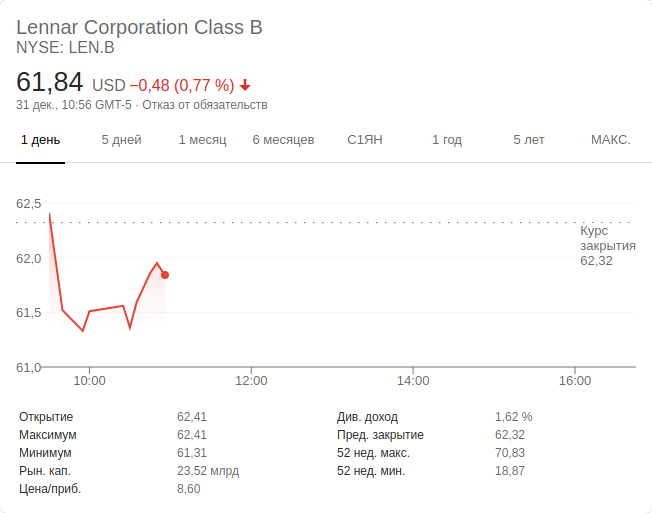 Lennar Corporation Class B
NYSE: LEN.B
61,84 USD −0,48 (0,77 %)
31 дек., 10:56 GMT-5 · Отказ от обязательств
1 день 5 дней 1 месяц 6 месяцев С1ЯН 1 год 5 лет МАКС.
62,5
Курс
закрытия
62,32
62,0
61,5
61,0
10:00 12:00 14:00 16:00
Открытие 62,41 Див. доход 1,62 %
Максимум 62,41 Пред. закрытие 62,32
Минимум 61,31 52 нед. макс. 70,83
Рын. кап. 23,52 млрд 52 нед. мин. 18,87
Цена/приб. 8,60